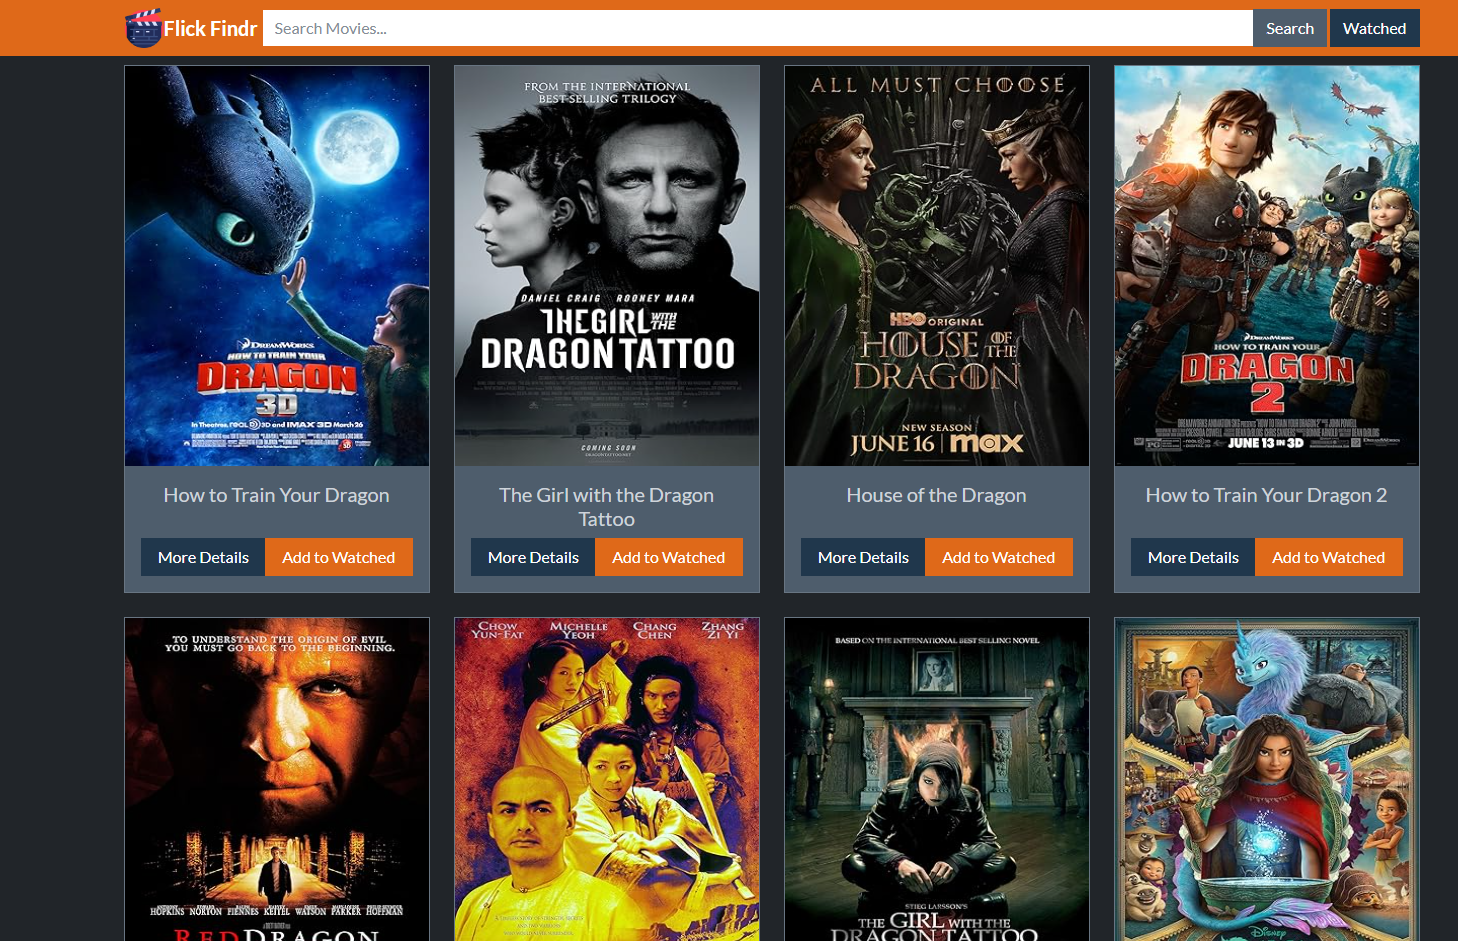 Flick Findr
Search Movies...
Search
Watched
DREAMWORKS
HOW TO TRAIN YOUR
DRAGON
3D
In Theatres, REAL D 3D and IMAX 3D March 26
How to Train Your Dragon
More Details
Add to Watched
FROM THE INTERNATIONAL
BEST-SELLING TRILOGY
DANIEL CRAIG ROONEY MARA
THE GIRL WITH THE
DRAGON TATTOO
COMING SOON
The Girl with the Dragon
Tattoo
More Details
Add to Watched
ALL MUST CHOOSE
HBO ORIGINAL
HOUSE OF THE
DRAGON
NEW SEASON
JUNE 16 | max
House of the Dragon
More Details
Add to Watched
DREAMWORKS
HOW TO TRAIN YOUR
DRAGON
2
PG
JUNE 13 IN 3D
How to Train Your Dragon 2
More Details
Add to Watched
TO UNDERSTAND THE ORIGIN OF EVIL
YOU MUST GO BACK TO THE BEGINNING.
HOPKINS NORTON FIENNES KEITEL WATSON PARKER HOFFMAN
RED DRAGON
CHOW YUN-FAT
MICHELLE YEOH
CHANG CHEN
ZHANG ZI YI
BASED ON THE INTERNATIONAL BEST SELLING NOVEL
STIEG LARSSON'S
THE GIRL WITH THE
DRAGON TATTOO
Disney